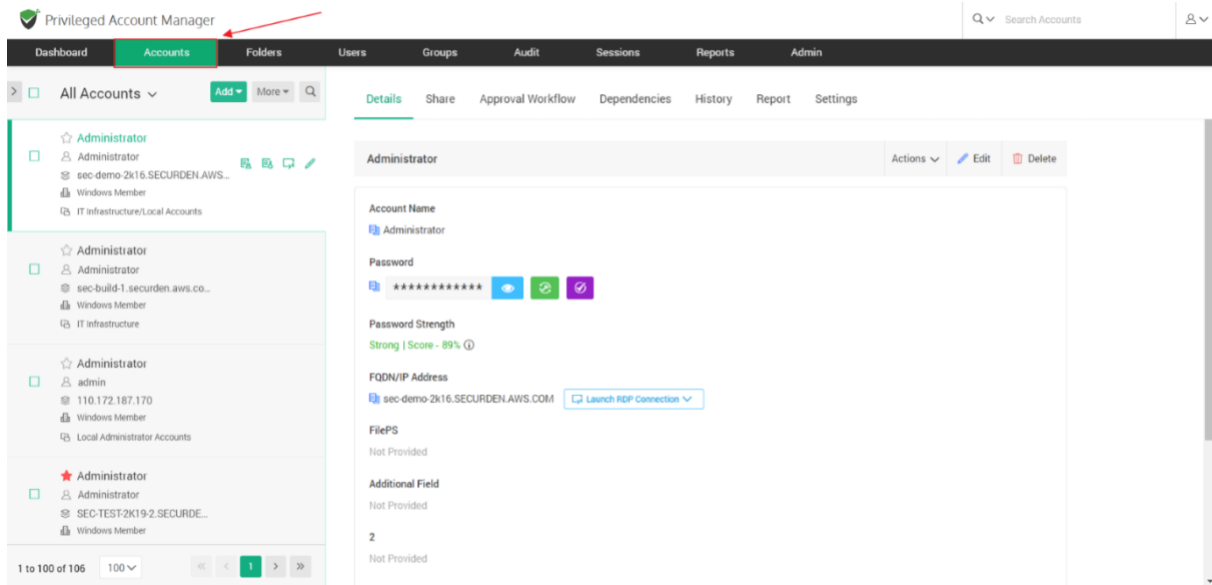 Privileged Account Manager
Search Accounts
Dashboard Accounts Folders Users Groups Audit Sessions Reports Admin
All Accounts
Add
More
Details Share Approval Workflow Dependencies History Report Settings
Administrator
Administrator
sec-demo-2k16.SECURDEN.AWS...
Windows Member
IT Infrastructure/Local Accounts
Administrator
Administrator
sec-build-1.securden.aws.co...
Windows Member
IT Infrastructure
Administrator
admin
110.172.187.170
Windows Member
Local Administrator Accounts
Administrator
Administrator
SEC-TEST-2K19-2.SECURDE...
Windows Member
1 to 100 of 106
100
1
Administrator
Actions
Edit
Delete
Account Name
Administrator
Password
************
Password Strength
Strong | Score - 89%
FQDN/IP Address
sec-demo-2k16.SECURDEN.AWS.COM
Launch RDP Connection
FilePS
Not Provided
Additional Field
Not Provided
2
Not Provided